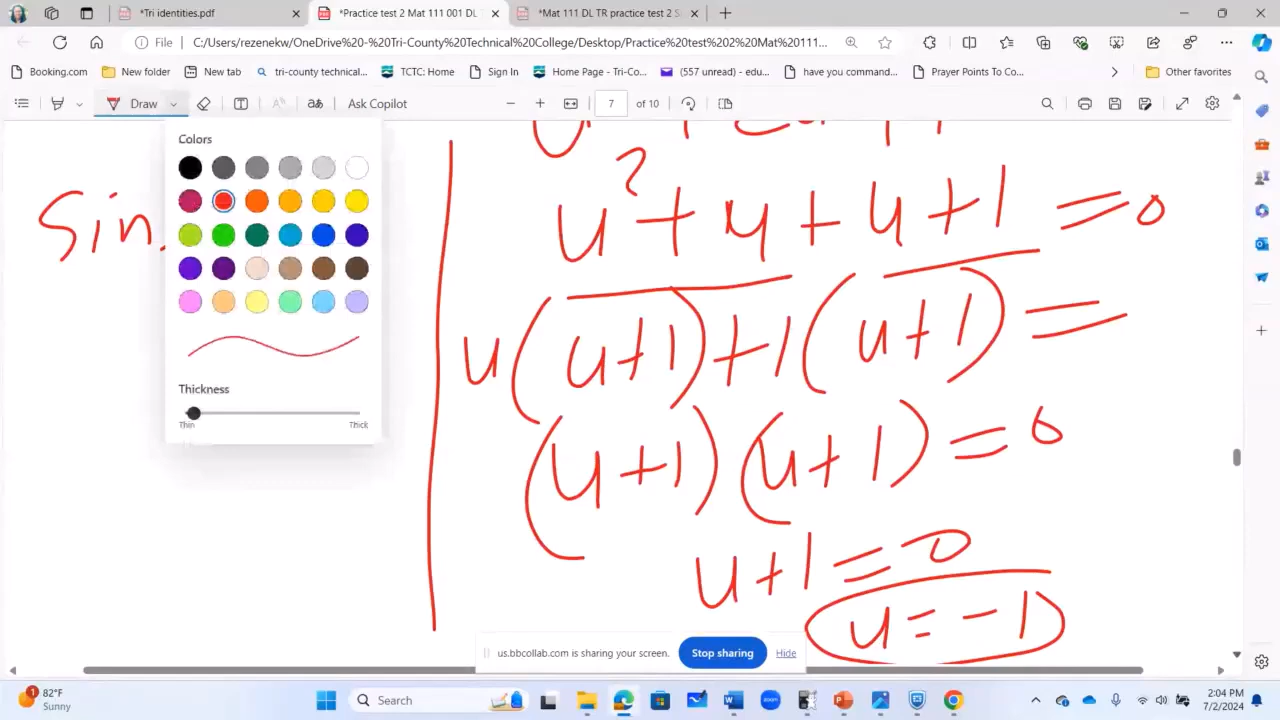 *Tri identities.pdf
*Practice test 2 Mat 111 001 DL
*Mat 111 DL TR practice test 2 S
File C:/Users/rezenekw/OneDrive%20-%20Tri-County%20Technical%20College/Desktop/Practice%20test%202%20Mat%20111...
Booking.com New folder New tab tri-county technical... TCTC: Home Sign In Home Page - Tri-Co... (557 unread) - edu... have you command... Prayer Points To Co... Other favorites
Draw Ask Copilot 7 of 10
Colors
Thickness
Thin Thick
Sin
u² + u + u + 1 = 0
u(u+1) + 1(u+1) =
(u+1)(u+1) = 0
u+1 = 0
u = -1
us.bbcollab.com is sharing your screen. Stop sharing Hide
1 82°F
Sunny
Search
2:04 PM
7/2/2024